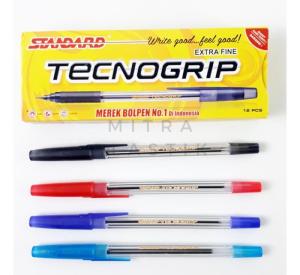 STANDARD
Write good...feel good.
EXTRA FINE
TECNOGRIP
MEREK BOLPEN No.1 Di Indonesia
12 PCS
MITRA